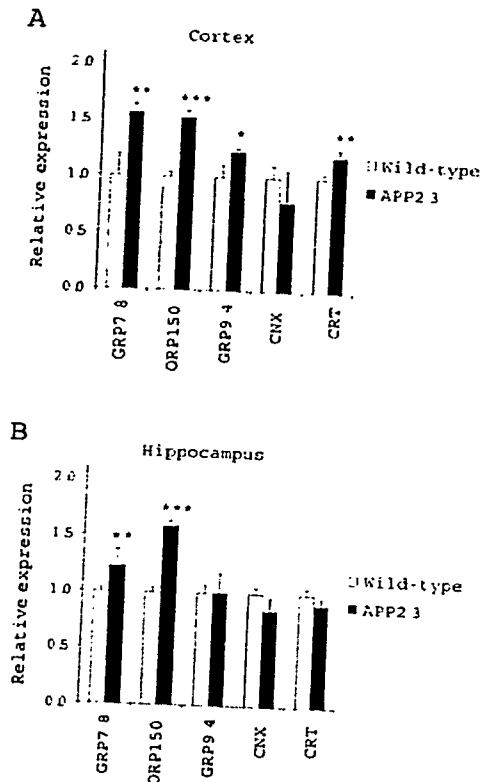 A
Cortex
Relative expression
2.0
1.5
1.0
0.5
0.0
**
***
*
**
GRP78
ORP150
GRP94
CNX
CRT
Wild-type
APP23
B
Hippocampus
Relative expression
2.0
1.5
1.0
0.5
0.0
**
***
GRP78
ORP150
GRP94
CNX
CRT
Wild-type
APP23